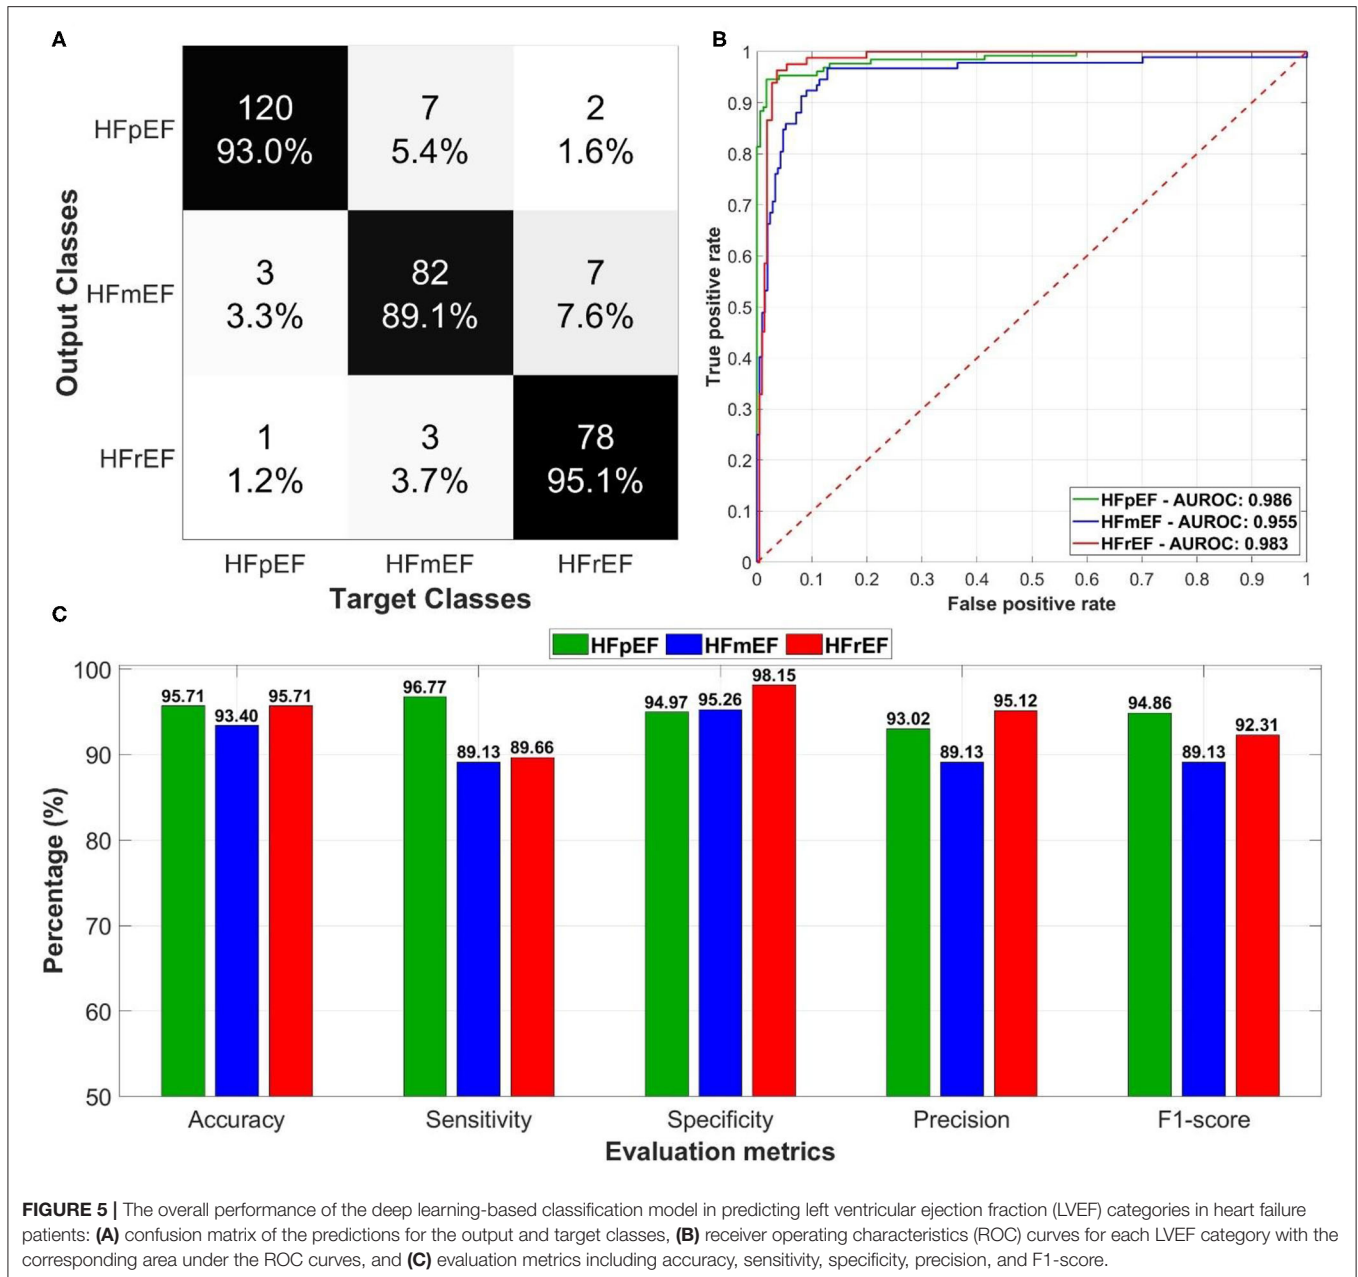 A
HFpEF
120
93.0%
7
5.4%
2
1.6%
Output Classes
HFmEF
3
3.3%
82
89.1%
7
7.6%
HFrEF
1
1.2%
3
3.7%
78
95.1%
HFpEF HFmEF HFrEF
Target Classes
B
True positive rate
1
0.9
0.8
0.7
0.6
0.5
0.4
0.3
0.2
0.1
0
HFpEF - AUROC: 0.986
HFmEF - AUROC: 0.955
HFrEF - AUROC: 0.983
0 0.1 0.2 0.3 0.4 0.5 0.6 0.7 0.8 0.9 1
False positive rate
C
HFpEF HFmEF HFrEF
Percentage (%)
100
90
80
70
60
50
95.71 93.40 95.71
96.77 89.13 89.66
94.97 95.26 98.15
93.02 89.13 95.12
94.86 89.13 92.31
Accuracy Sensitivity Specificity Precision F1-score
Evaluation metrics
FIGURE 5 | The overall performance of the deep learning-based classification model in predicting left ventricular ejection fraction (LVEF) categories in heart failure
patients: (A) confusion matrix of the predictions for the output and target classes, (B) receiver operating characteristics (ROC) curves for each LVEF category with the
corresponding area under the ROC curves, and (C) evaluation metrics including accuracy, sensitivity, specificity, precision, and F1-score.